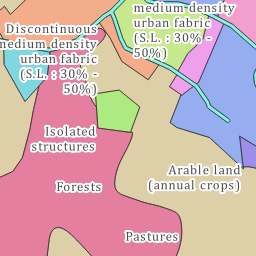 Discontinuous
medium density
urban fabric
(S.L. : 30% -
50%)
medium-density
urban fabric
(S.L. : 30% -
50%)
Isolated
structures
Arable land
(annual crops)
Forests
Pastures